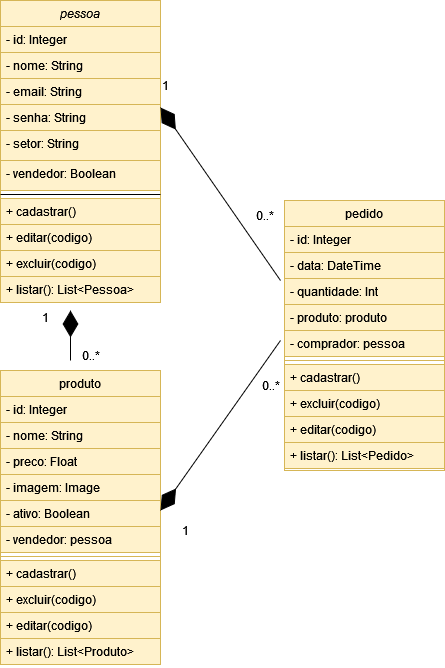 pessoa
- id: Integer
- nome: String
- email: String
- senha: String
- setor: String
- vendedor: Boolean
+ cadastrar()
+ editar(codigo)
+ excluir(codigo)
+ listar(): List<Pessoa>
1
0..*
pedido
- id: Integer
- data: DateTime
- quantidade: Int
- produto: produto
- comprador: pessoa
+ cadastrar()
+ excluir(codigo)
+ editar(codigo)
+ listar(): List<Pedido>
1
0..*
0..*
1
produto
- id: Integer
- nome: String
- preco: Float
- imagem: Image
- ativo: Boolean
- vendedor: pessoa
+ cadastrar()
+ excluir(codigo)
+ editar(codigo)
+ listar(): List<Produto>